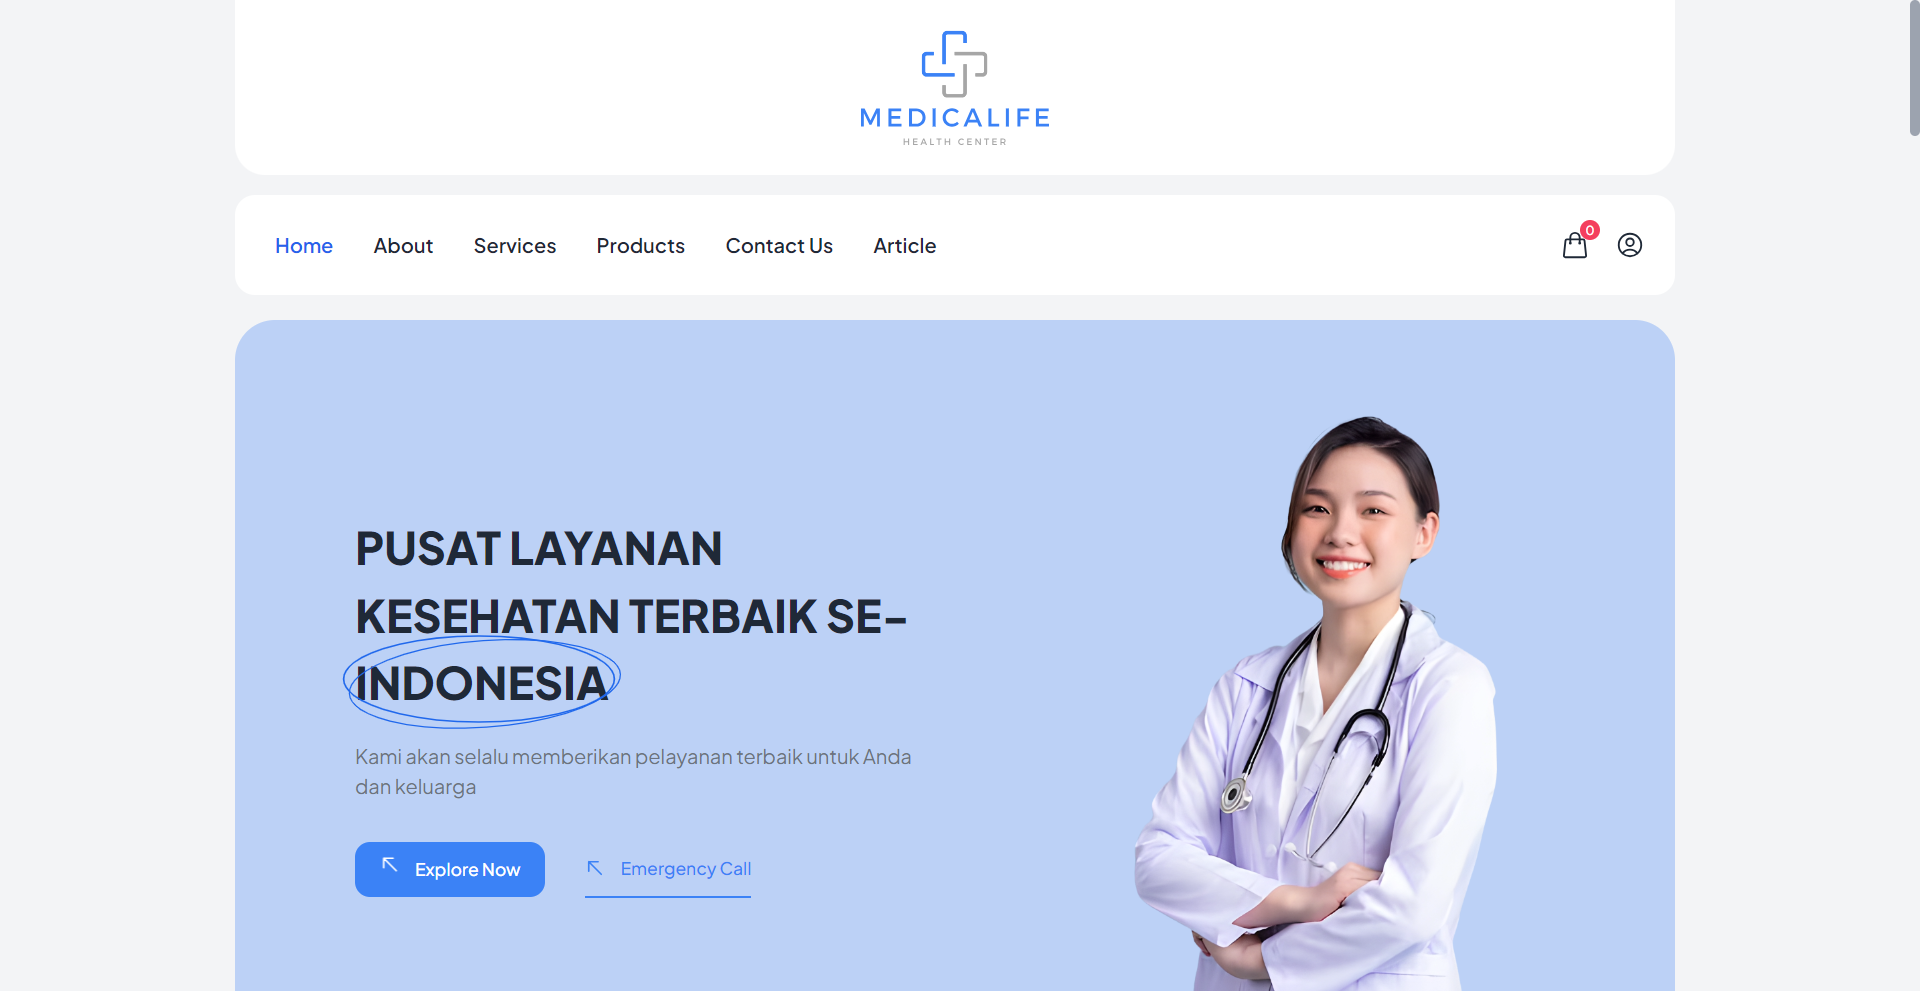 MEDICALIFE
HEALTH CENTER
Home About Services Products Contact Us Article 0
PUSAT LAYANAN
KESEHATAN TERBAIK SE-
INDONESIA
Kami akan selalu memberikan pelayanan terbaik untuk Anda
dan keluarga
Explore Now Emergency Call